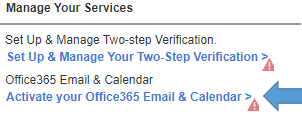 Manage Your Services
Set Up & Manage Two-step Verification.
Set Up & Manage Your Two-Step Verification >
Office365 Email & Calendar
Activate your Office365 Email & Calendar >